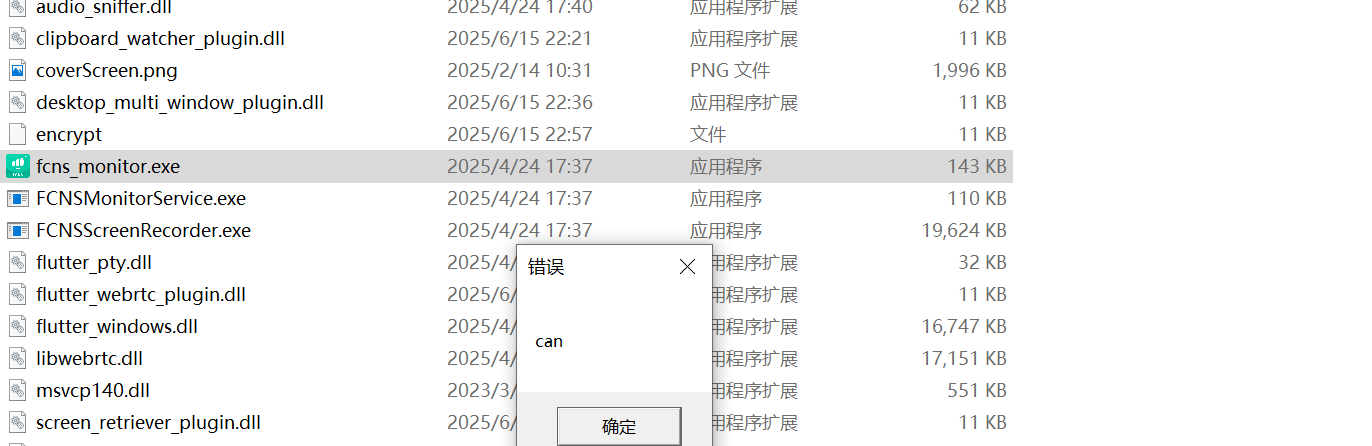 audio_sniffer.dll 2025/4/24 17:40 应用程序扩展 62 KB
clipboard_watcher_plugin.dll 2025/6/15 22:21 应用程序扩展 11 KB
coverScreen.png 2025/2/14 10:31 PNG 文件 1,996 KB
desktop_multi_window_plugin.dll 2025/6/15 22:36 应用程序扩展 11 KB
encrypt 2025/6/15 22:57 文件 11 KB
fcns_monitor.exe 2025/4/24 17:37 应用程序 143 KB
FCNSMonitorService.exe 2025/4/24 17:37 应用程序 110 KB
FCNSScreenRecorder.exe 2025/4/24 17:37 应用程序 19,624 KB
flutter_pty.dll 2025/4/ 用程序扩展 32 KB
flutter_webrtc_plugin.dll 2025/6/ 用程序扩展 11 KB
flutter_windows.dll 2025/4/ 用程序扩展 16,747 KB
libwebrtc.dll 2025/4/ 用程序扩展 17,151 KB
msvcp140.dll 2023/3/ 用程序扩展 551 KB
screen_retriever_plugin.dll 2025/6/ 用程序扩展 11 KB
错误
can
确定